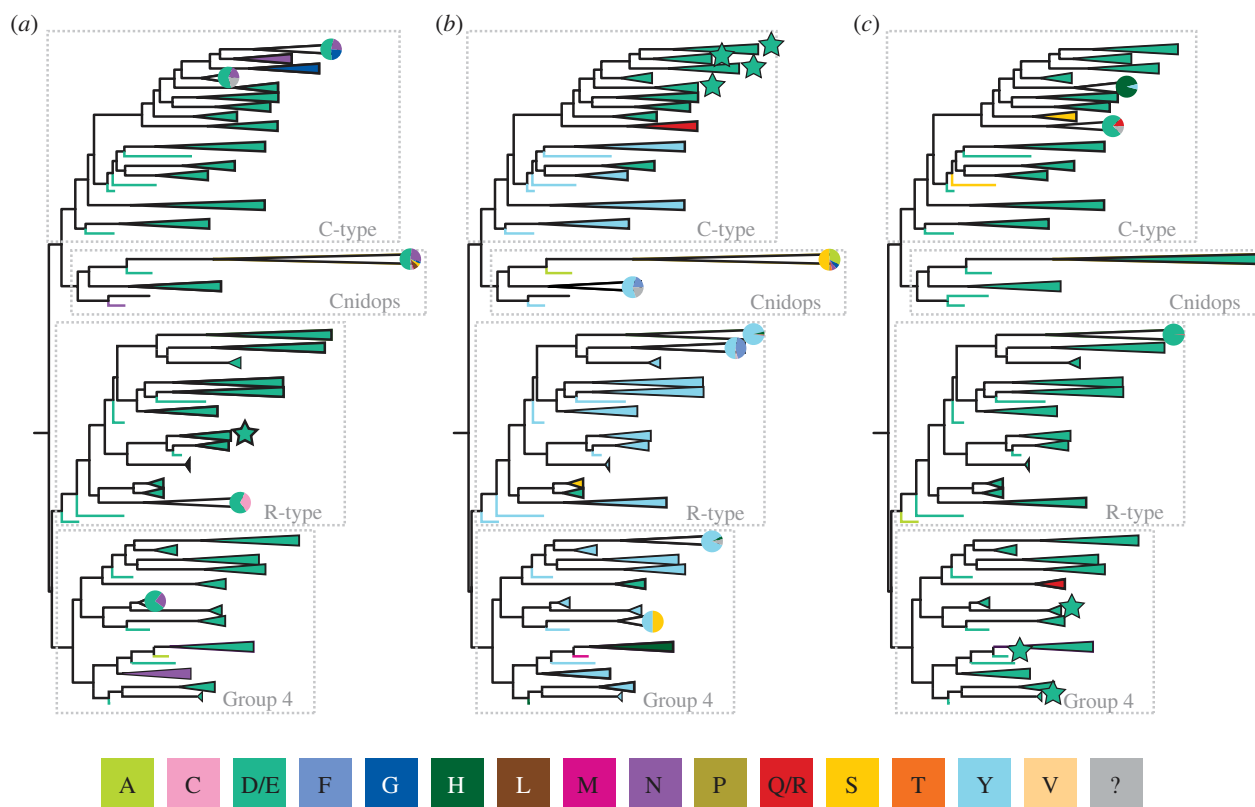 (a) (b) (c)
C-type C-type C-type
Cnidops Cnidops Cnidops
R-type R-type R-type
Group 4 Group 4 Group 4
A C D/E F G H L M N P Q/R S T Y V ?